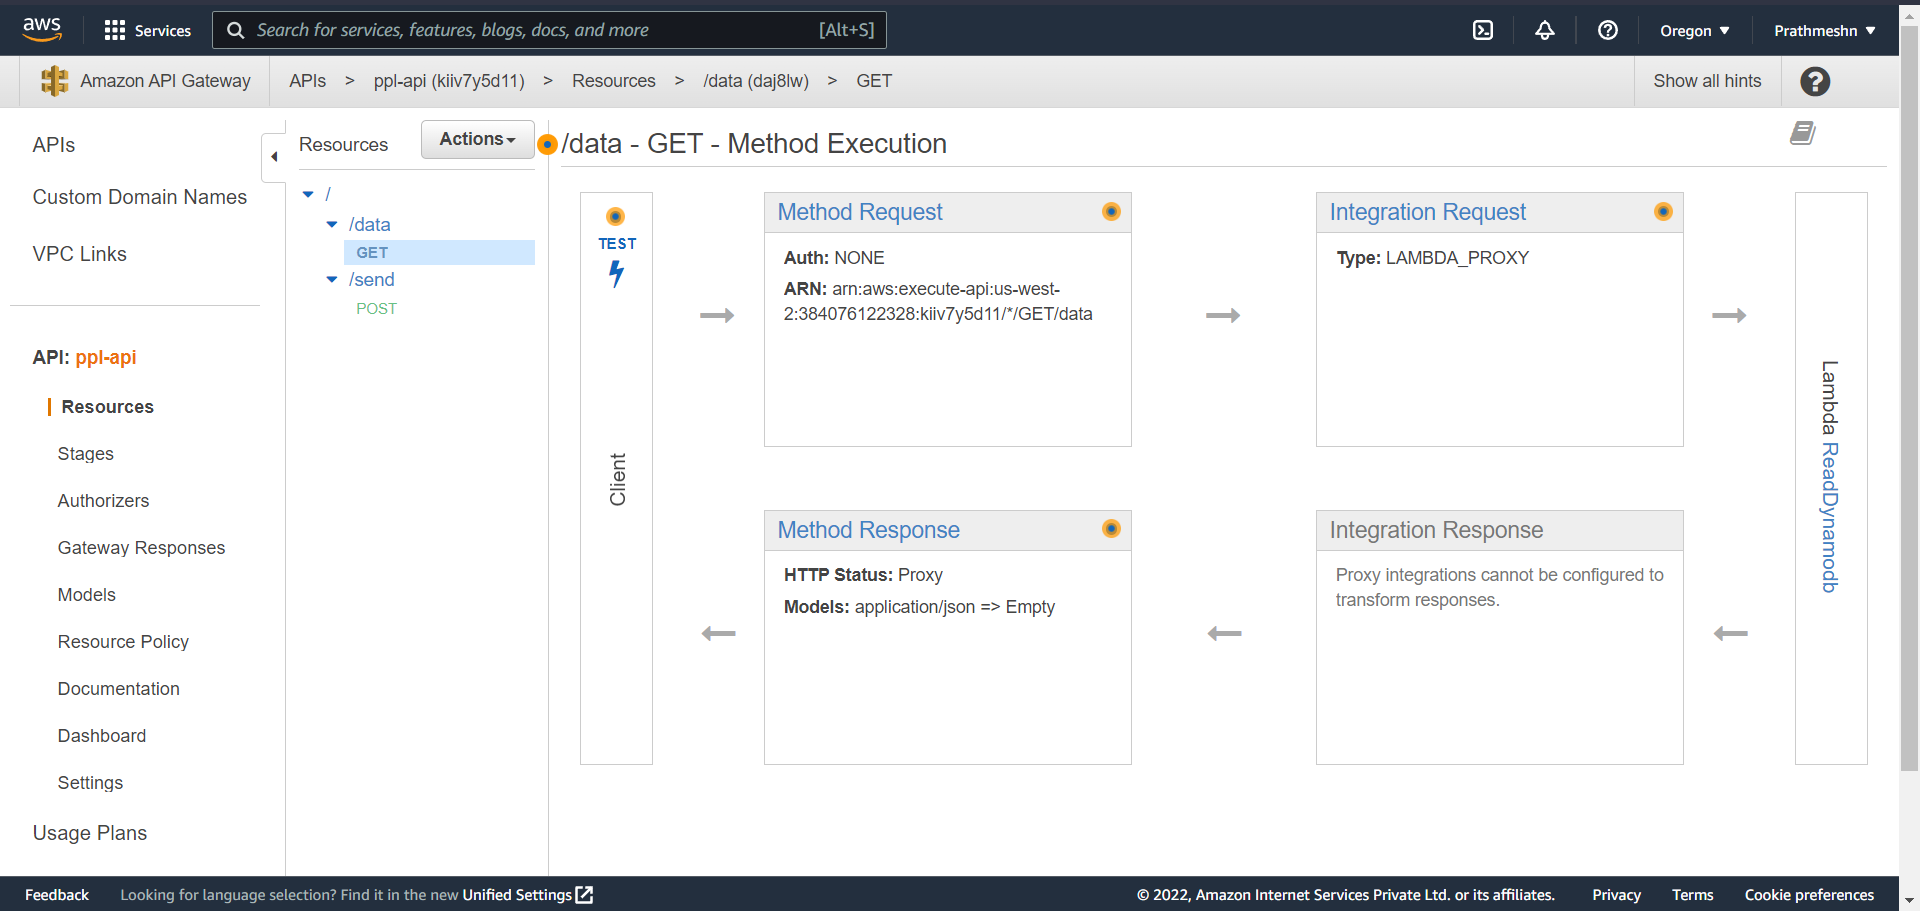 aws
Services
Search for services, features, blogs, docs, and more
[Alt+S]
Oregon
Prathmeshn
Amazon API Gateway
APIs > ppl-api (kiiv7y5d11) > Resources > /data (daj8lw) > GET
Show all hints
APIs
Custom Domain Names
VPC Links
API: ppl-api
Resources
Stages
Authorizers
Gateway Responses
Models
Resource Policy
Documentation
Dashboard
Settings
Usage Plans
Resources
Actions
/
/data
GET
/send
POST
/data - GET - Method Execution
TEST
Client
Method Request
Auth: NONE
ARN: arn:aws:execute-api:us-west-
2:384076122328:kiiv7y5d11/*/GET/data
Integration Request
Type: LAMBDA_PROXY
Lambda ReadDynamodb
Method Response
HTTP Status: Proxy
Models: application/json => Empty
Integration Response
Proxy integrations cannot be configured to
transform responses.
Feedback
Looking for language selection? Find it in the new Unified Settings
© 2022, Amazon Internet Services Private Ltd. or its affiliates.
Privacy
Terms
Cookie preferences